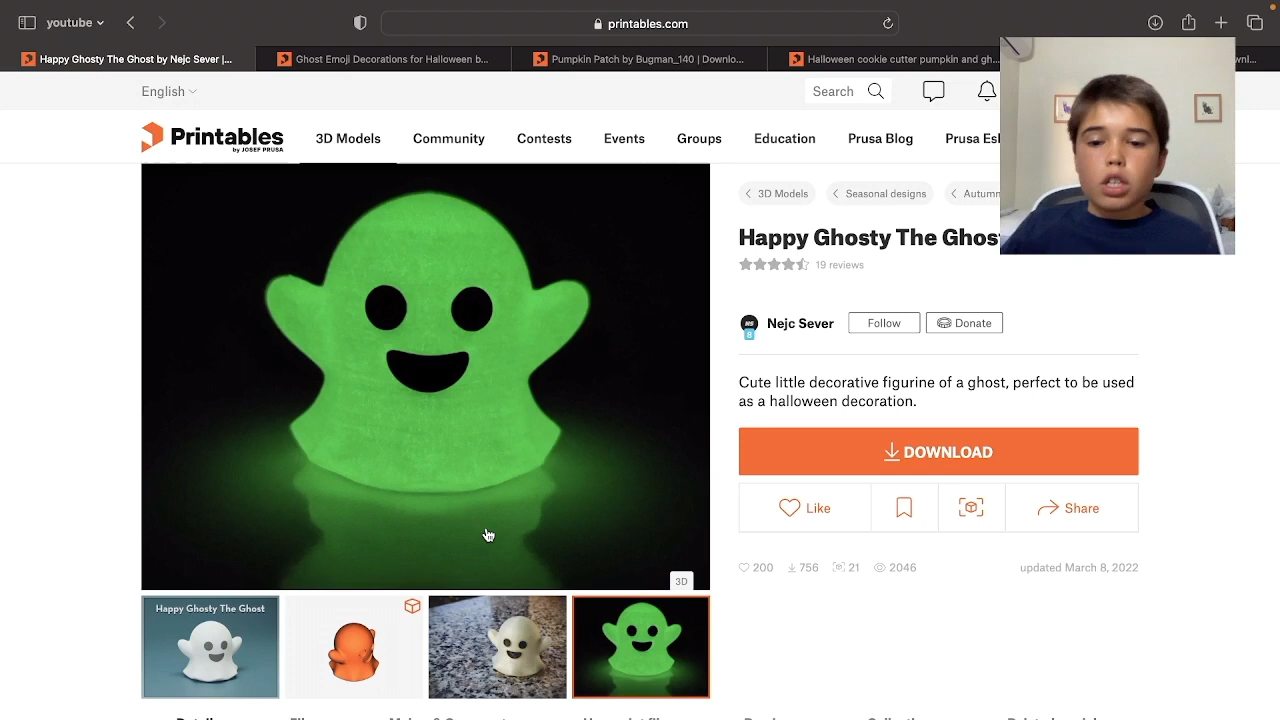 youtube
printables.com
Happy Ghosty The Ghost by Nejc Sever |...
Ghost Emoji Decorations for Halloween b...
Pumpkin Patch by Bugman_140 | Downlo...
Halloween cookie cutter pumpkin and gh...
English
Search
Printables
by JOSEF PRUSA
3D Models
Community
Contests
Events
Groups
Education
Prusa Blog
3D Models
Seasonal designs
Autumn
Happy Ghosty The Ghos
19 reviews
Nejc Sever
Follow
Donate
Cute little decorative figurine of a ghost, perfect to be used
as a halloween decoration.
DOWNLOAD
Like
Share
200
756
21
2046
updated March 8, 2022
3D
Happy Ghosty The Ghost